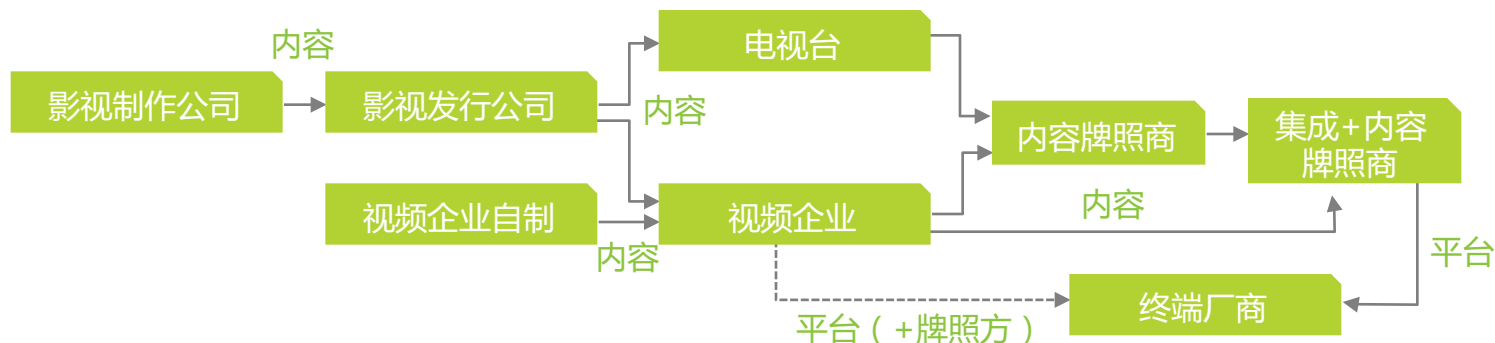 内容
电视台
影视制作公司
影视发行公司
内容
内容牌照商
集成+内容
牌照商
视频企业自制
视频企业
内容
内容
平台
终端厂商
平台（+牌照方）